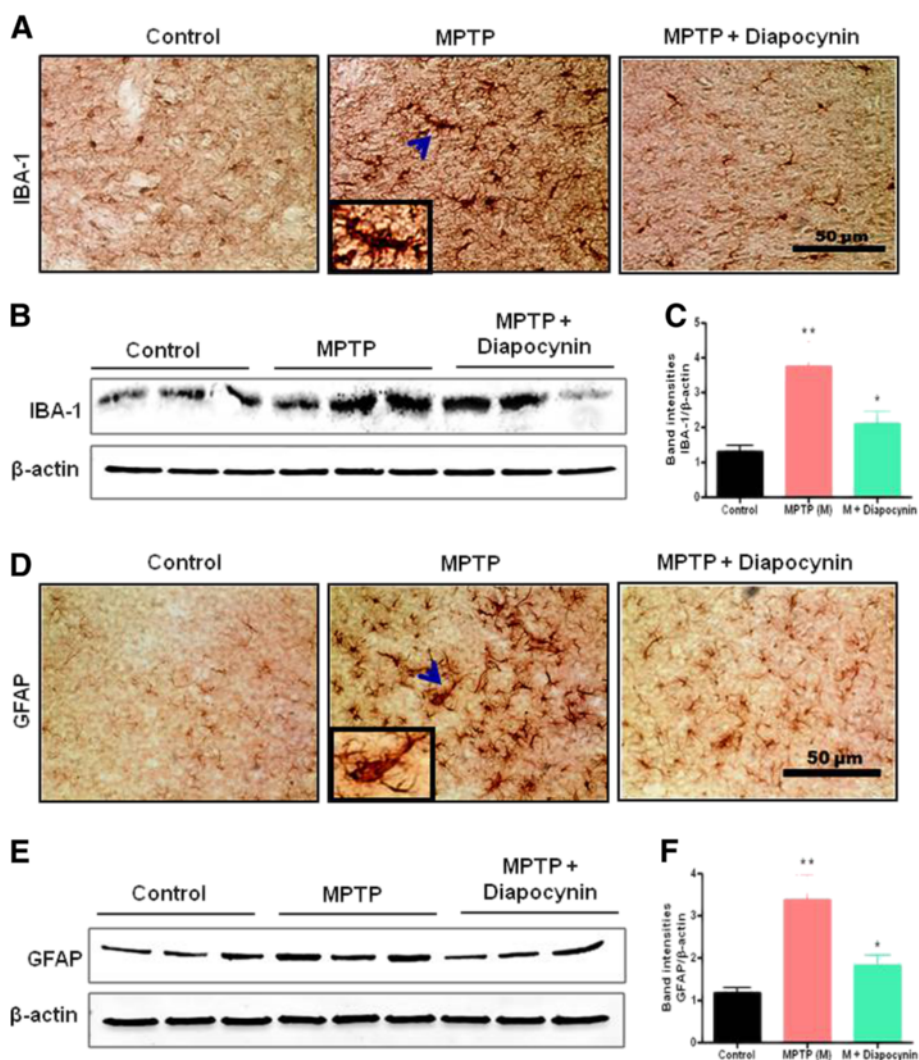 A
Control
MPTP
MPTP + Diapocynin
IBA-1
50 µm
B
Control
MPTP
MPTP +
Diapocynin
IBA-1
β-actin
C
Band intensities
IBA-1/β-actin
5
4
3
2
1
0
**
*
Control
MPTP (M)
M + Diapocynin
D
Control
MPTP
MPTP + Diapocynin
GFAP
50 µm
E
Control
MPTP
MPTP +
Diapocynin
GFAP
β-actin
F
Band intensities
GFAP/β-actin
4
3
2
1
0
**
*
Control
MPTP (M)
M + Diapocynin